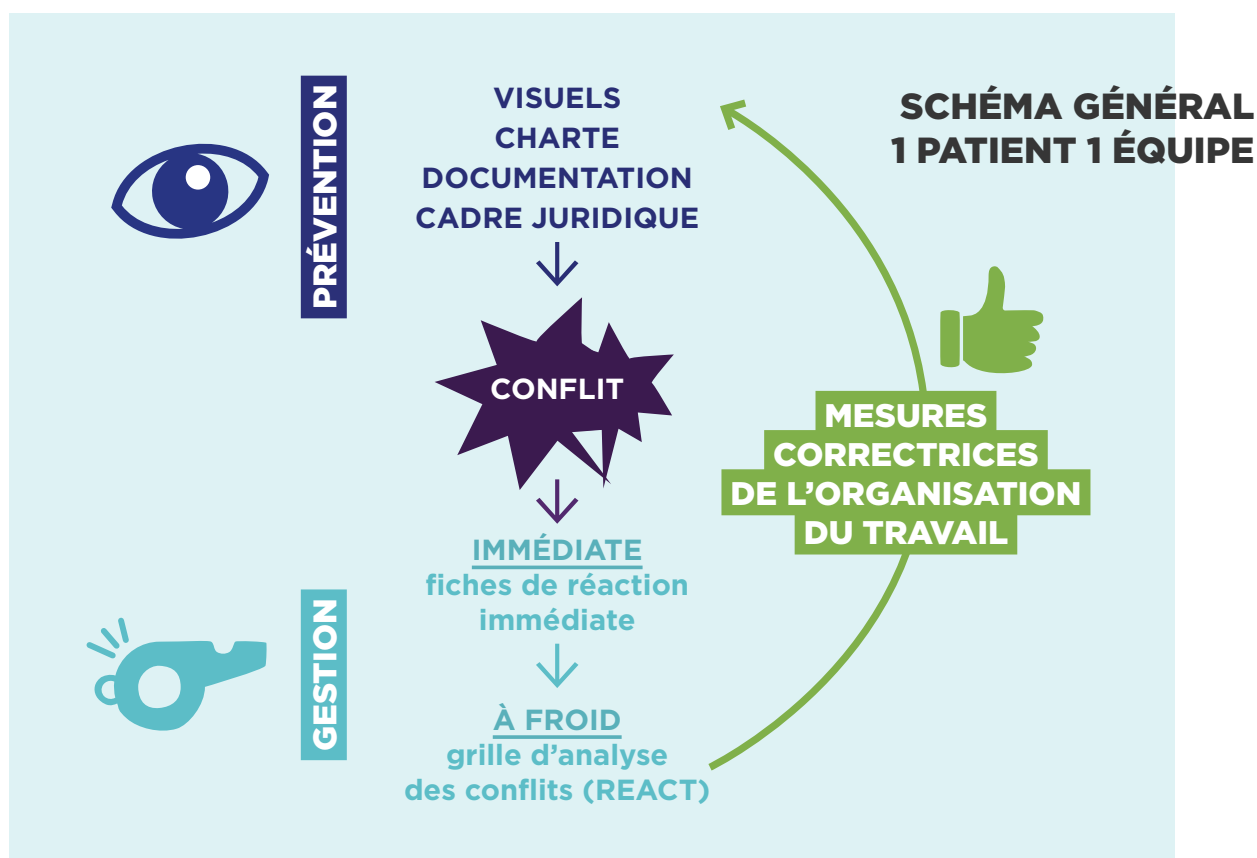 SCHÉMA GÉNÉRAL
1 PATIENT 1 ÉQUIPE
PRÉVENTION
VISUELS
CHARTE
DOCUMENTATION
CADRE JURIDIQUE
CONFLIT
GESTION
IMMÉDIATE
fiches de réaction
immédiate
À FROID
grille d’analyse
des conflits (REACT)
MESURES
CORRECTRICES
DE L’ORGANISATION
DU TRAVAIL